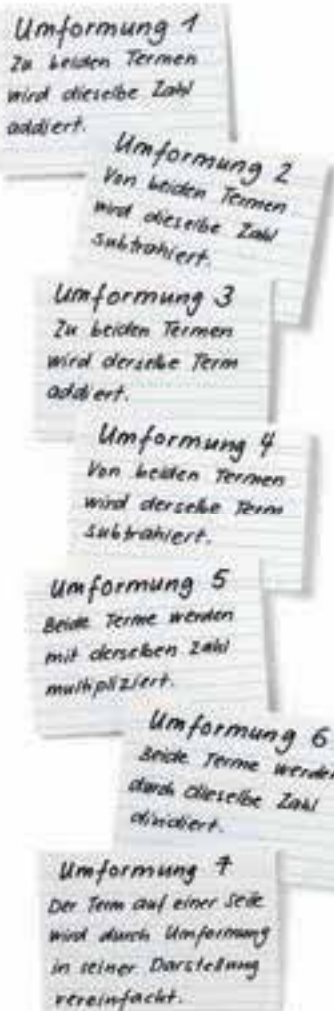 Umformung 1
Zu beiden Termen
wird dieselbe Zahl
addiert.
Umformung 2
Von beiden Termen
wird dieselbe Zahl
subtrahiert.
Umformung 3
Zu beiden Termen
wird derselbe Term
addiert.
Umformung 4
Von beiden Termen
wird derselbe Term
subtrahiert.
Umformung 5
Beide Terme werden
mit derselben Zahl
multipliziert.
Umformung 6
Beide Terme werden
durch dieselbe Zahl
dividiert.
Umformung 7
Der Term auf einer Seite
wird durch Umformung
in seiner Darstellung
vereinfacht.